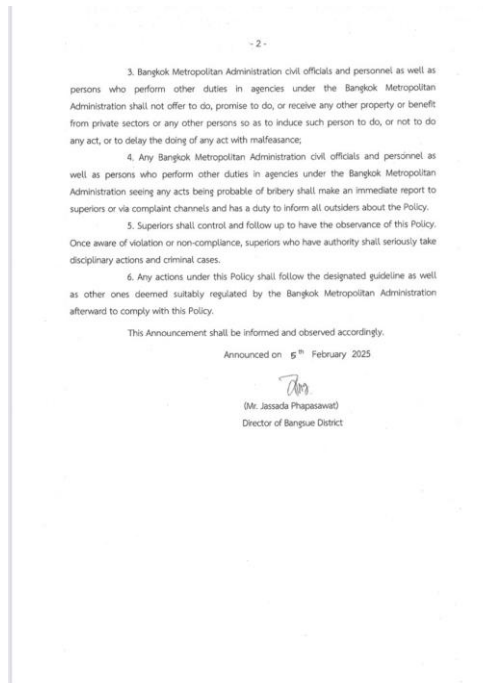 - 2 -
3. Bangkok Metropolitan Administration civil officials and personnel as well as
persons who perform other duties in agencies under the Bangkok Metropolitan
Administration shall not offer to do, promise to do, or receive any other property or benefit
from private sectors or any other persons so as to induce such person to do, or not to do
any act, or to delay the doing of any act with malfeasance;
4. Any Bangkok Metropolitan Administration civil officials and personnel as
well as persons who perform other duties in agencies under the Bangkok Metropolitan
Administration seeing any acts being probable of bribery shall make an immediate report to
superiors or via complaint channels and has a duty to inform all outsiders about the Policy.
5. Superiors shall control and follow up to have the observance of this Policy.
Once aware of violation or non-compliance, superiors who have authority shall seriously take
disciplinary actions and criminal cases.
6. Any actions under this Policy shall follow the designated guideline as well
as other ones deemed suitably regulated by the Bangkok Metropolitan Administration
afterward to comply with this Policy.
This Announcement shall be informed and observed accordingly.
Announced on 5th February 2025
(Mr. Jassada Phapasawat)
Director of Bangsue District